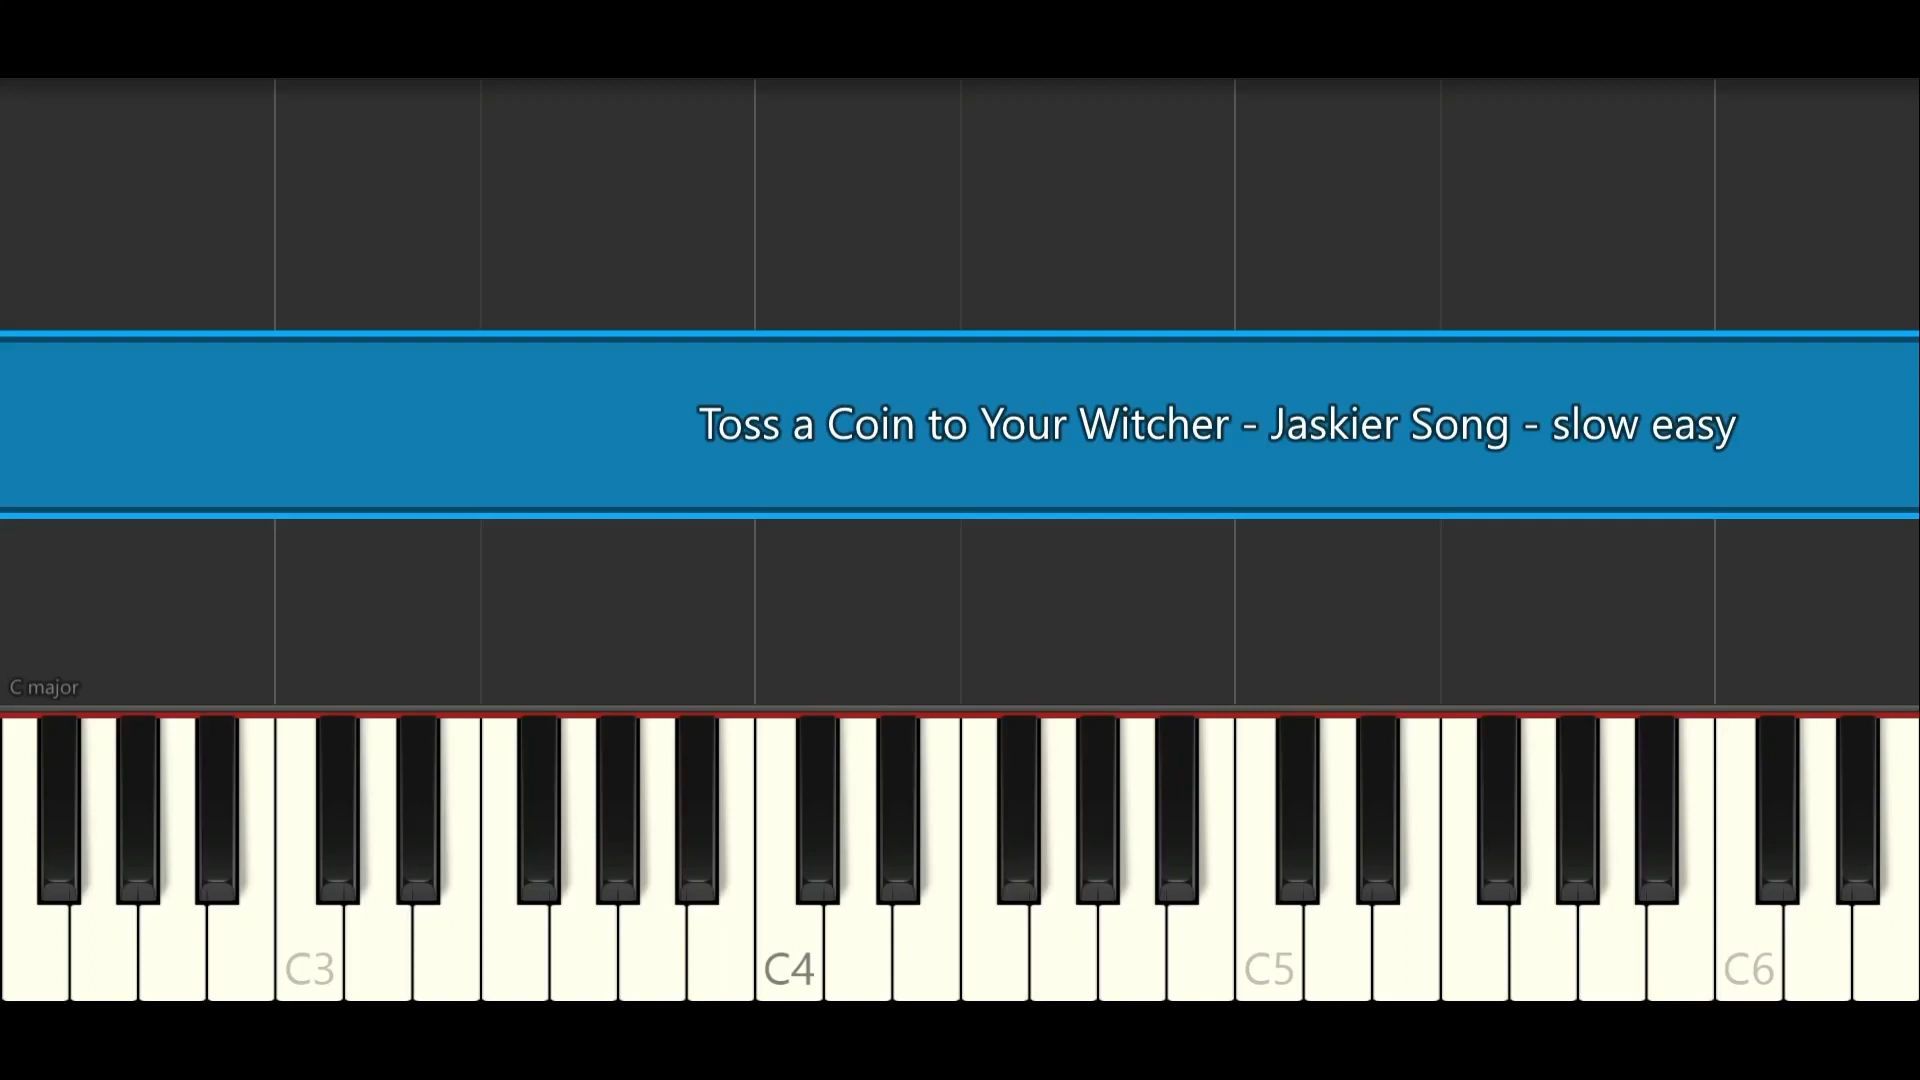 Toss a Coin to Your Witcher - Jaskier Song - slow easy
C major
C3
C4
C5
C6